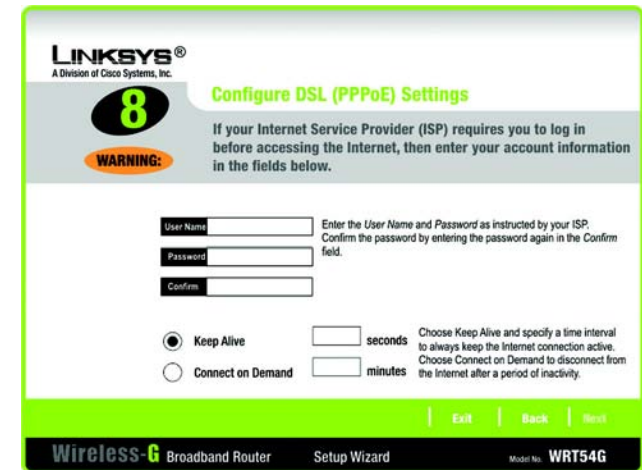 LINKSYS®
A Division of Cisco Systems, Inc.
8
Configure DSL (PPPoE) Settings
WARNING:
If your Internet Service Provider (ISP) requires you to log in
before accessing the Internet, then enter your account information
in the fields below.
User Name
Password
Confirm
Enter the User Name and Password as instructed by your ISP.
Confirm the password by entering the password again in the Confirm
field.
Keep Alive
seconds
Connect on Demand
minutes
Choose Keep Alive and specify a time interval
to always keep the Internet connection active.
Choose Connect on Demand to disconnect from
the Internet after a period of inactivity.
Exit
Back
Next
Wireless-G Broadband Router
Setup Wizard
Model No. WRT54G